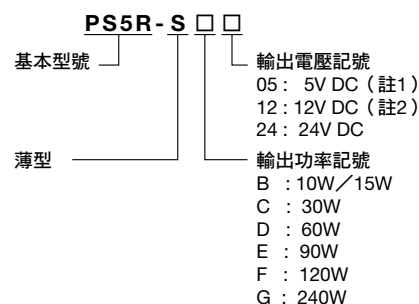 PS5R-S□□
基本型號
輸出電壓記號
05 : 5V DC（註1）
12 : 12V DC（註2）
24 : 24V DC
薄型
輸出功率記號
B : 10W／15W
C : 30W
D : 60W
E : 90W
F : 120W
G : 240W